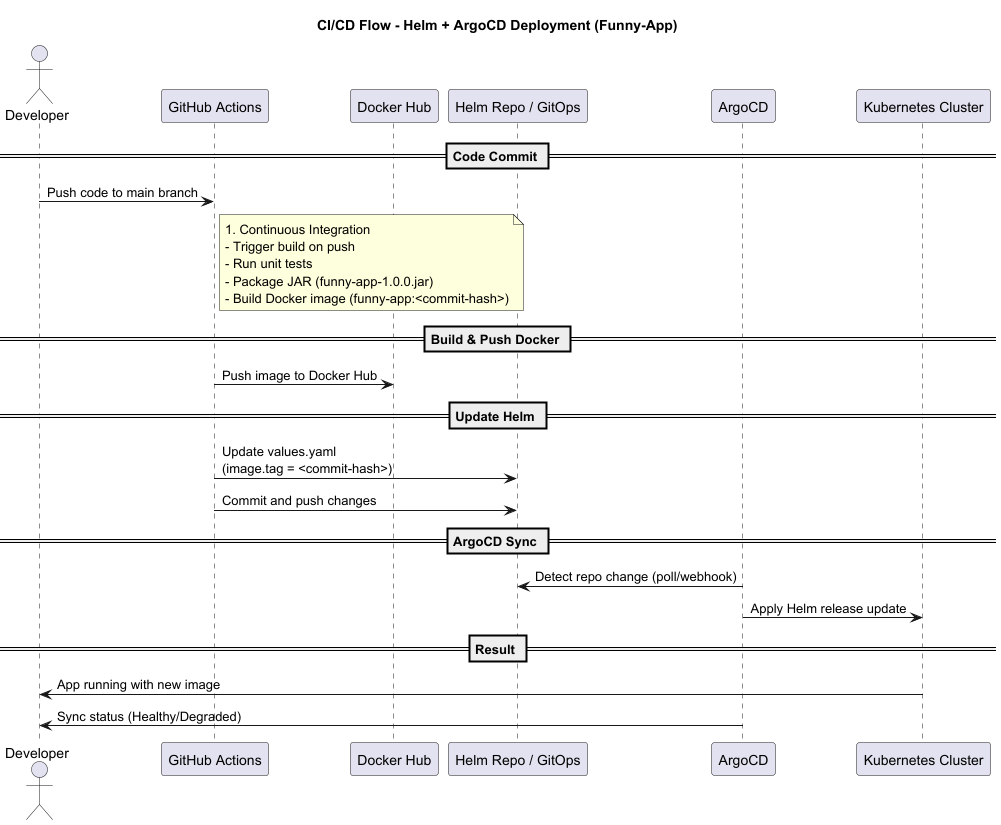 CI/CD Flow - Helm + ArgoCD Deployment (Funny-App)
Developer
GitHub Actions
Docker Hub
Helm Repo / GitOps
ArgoCD
Kubernetes Cluster
Code Commit
Push code to main branch
1. Continuous Integration
- Trigger build on push
- Run unit tests
- Package JAR (funny-app-1.0.0.jar)
- Build Docker image (funny-app:<commit-hash>)
Build & Push Docker
Push image to Docker Hub
Update Helm
Update values.yaml
(image.tag = <commit-hash>)
Commit and push changes
ArgoCD Sync
Detect repo change (poll/webhook)
Apply Helm release update
Result
App running with new image
Sync status (Healthy/Degraded)
Developer
GitHub Actions
Docker Hub
Helm Repo / GitOps
ArgoCD
Kubernetes Cluster